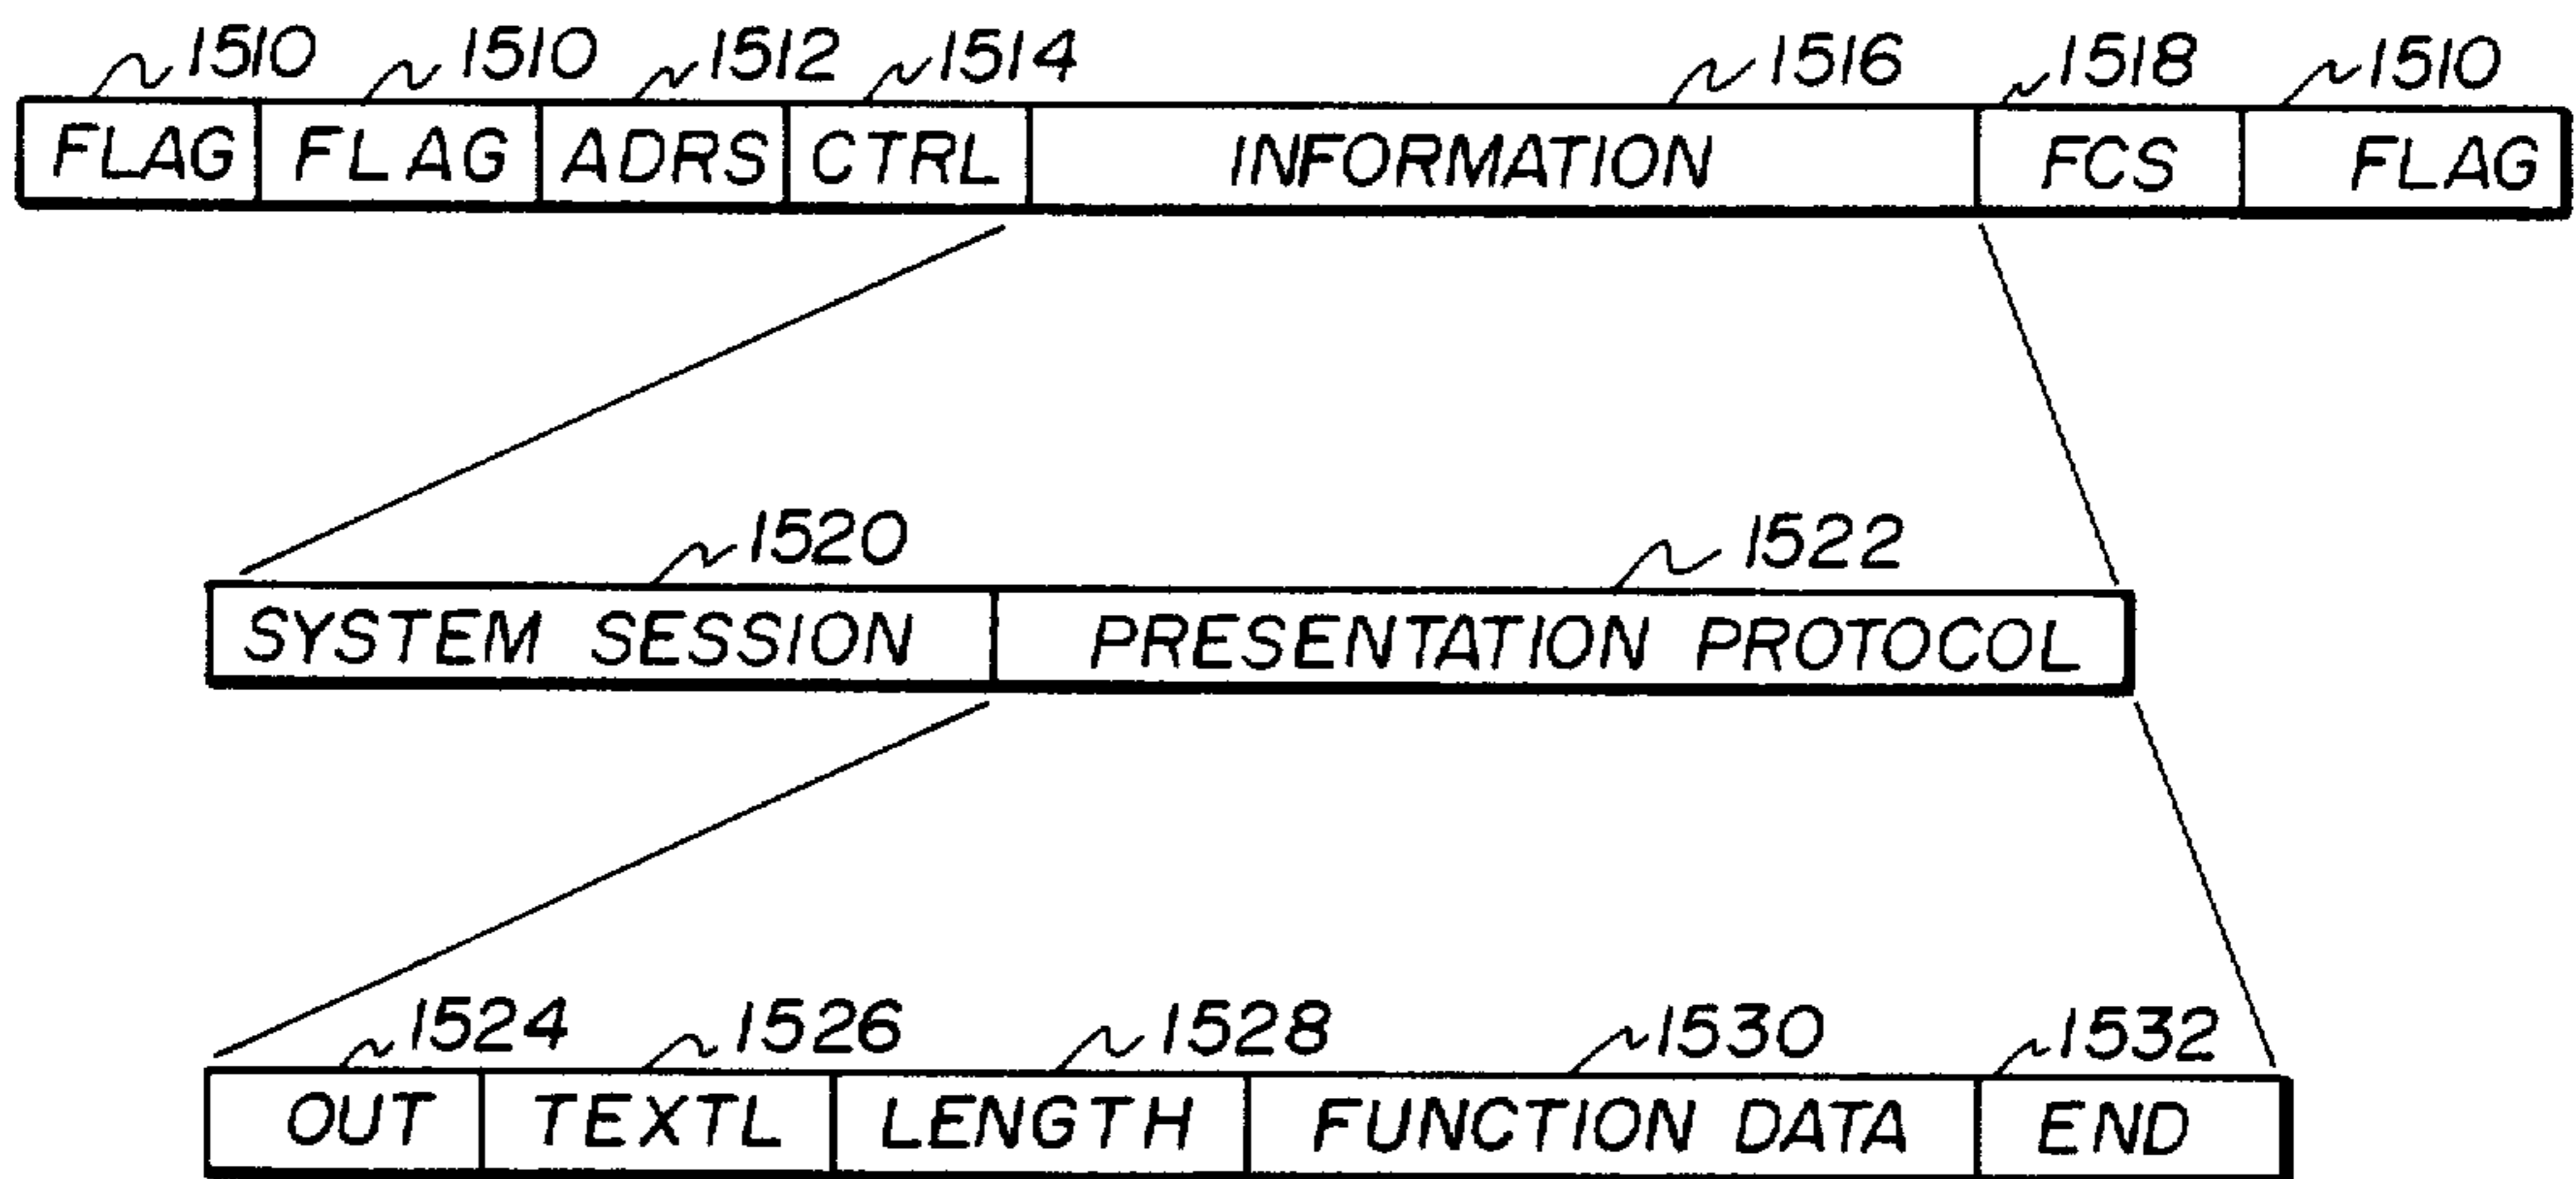 1510 1510 1512 1514 1516 1518 1510
FLAG FLAG ADRS CTRL INFORMATION FCS FLAG
1520 1522
SYSTEM SESSION PRESENTATION PROTOCOL
1524 1526 1528 1530 1532
OUT TEXTL LENGTH FUNCTION DATA END